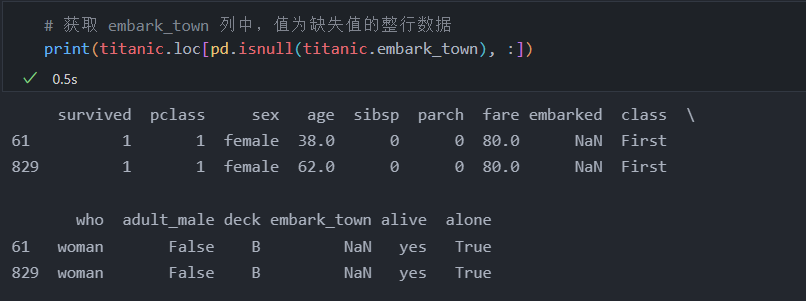 # 获取 embark_town 列中，值为缺失值的整行数据
print(titanic.loc[pd.isnull(titanic.embark_town), :])
0.5s
survived pclass sex age sibsp parch fare embarked class \
61 1 1 female 38.0 0 0 80.0 NaN First
829 1 1 female 62.0 0 0 80.0 NaN First
who adult_male deck embark_town alive alone
61 woman False B NaN yes True
829 woman False B NaN yes True